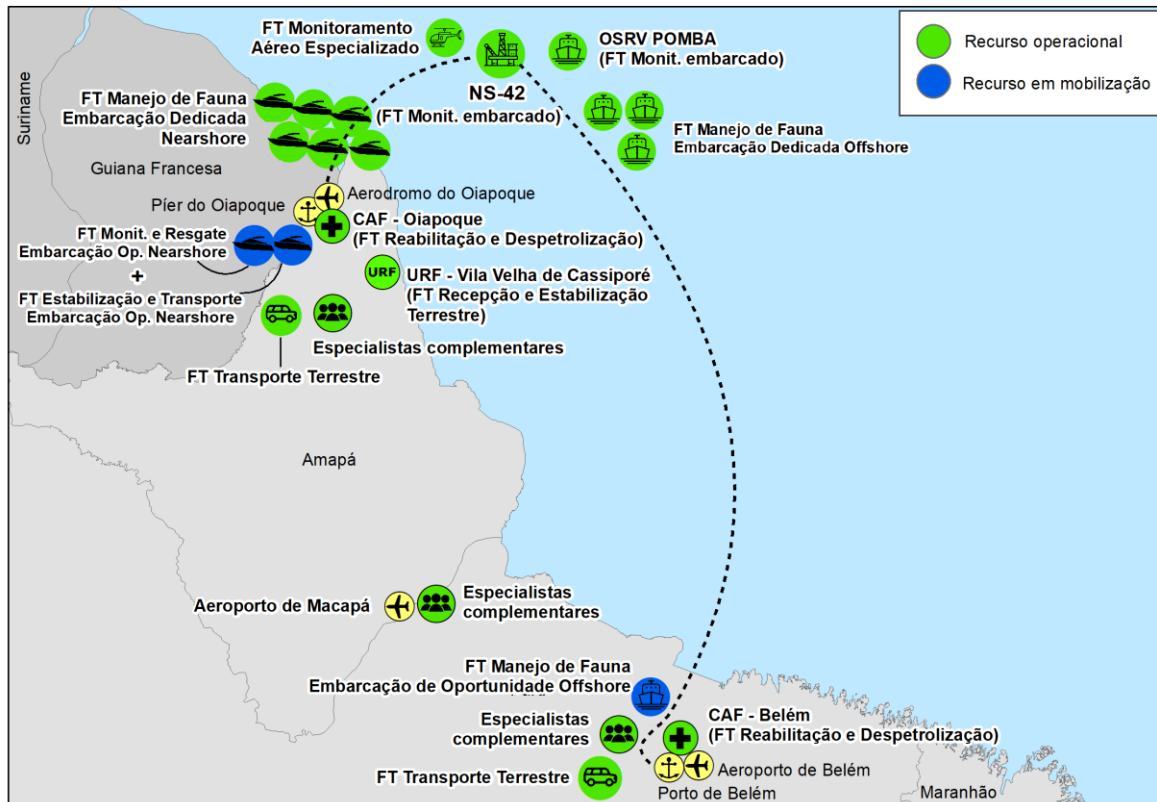 FT Monitoramento
Aéreo Especializado
OSRV POMBA
(FT Monit. embarcado)
Recurso operacional
Recurso em mobilização
NS-42
(FT Monit. embarcado)
FT Manejo de Fauna
Embarcação Dedicada
Nearshore
FT Manejo de Fauna
Embarcação Dedicada Offshore
Suriname
Guiana Francesa
Aerodromo do Oiapoque
Píer do Oiapoque
CAF - Oiapoque
(FT Reabilitação e Despetrolização)
FT Monit. e Resgate
Embarcação Op. Nearshore
+
FT Estabilização e Transporte
Embarcação Op. Nearshore
URF
URF - Vila Velha de Cassiporé
(FT Recepção e Estabilização
Terrestre)
Especialistas complementares
FT Transporte Terrestre
Amapá
Aeroporto de Macapá
Especialistas
complementares
FT Manejo de Fauna
Embarcação de Oportunidade Offshore
Especialistas
complementares
CAF - Belém
(FT Reabilitação e Despetrolização)
FT Transporte Terrestre
Aeroporto de Belém
Porto de Belém
Maranhão